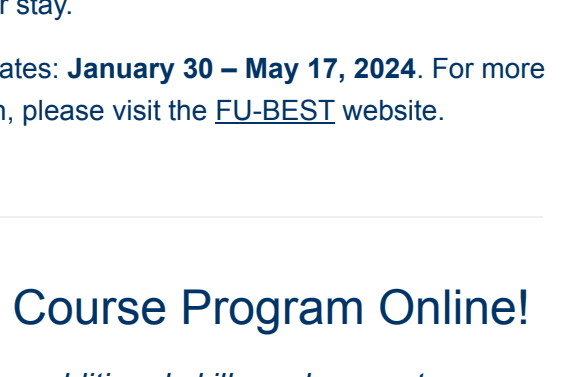 r stay.
ates: January 30 – May 17, 2024. For more
n, please visit the FU-BEST website.
Course Program Online!